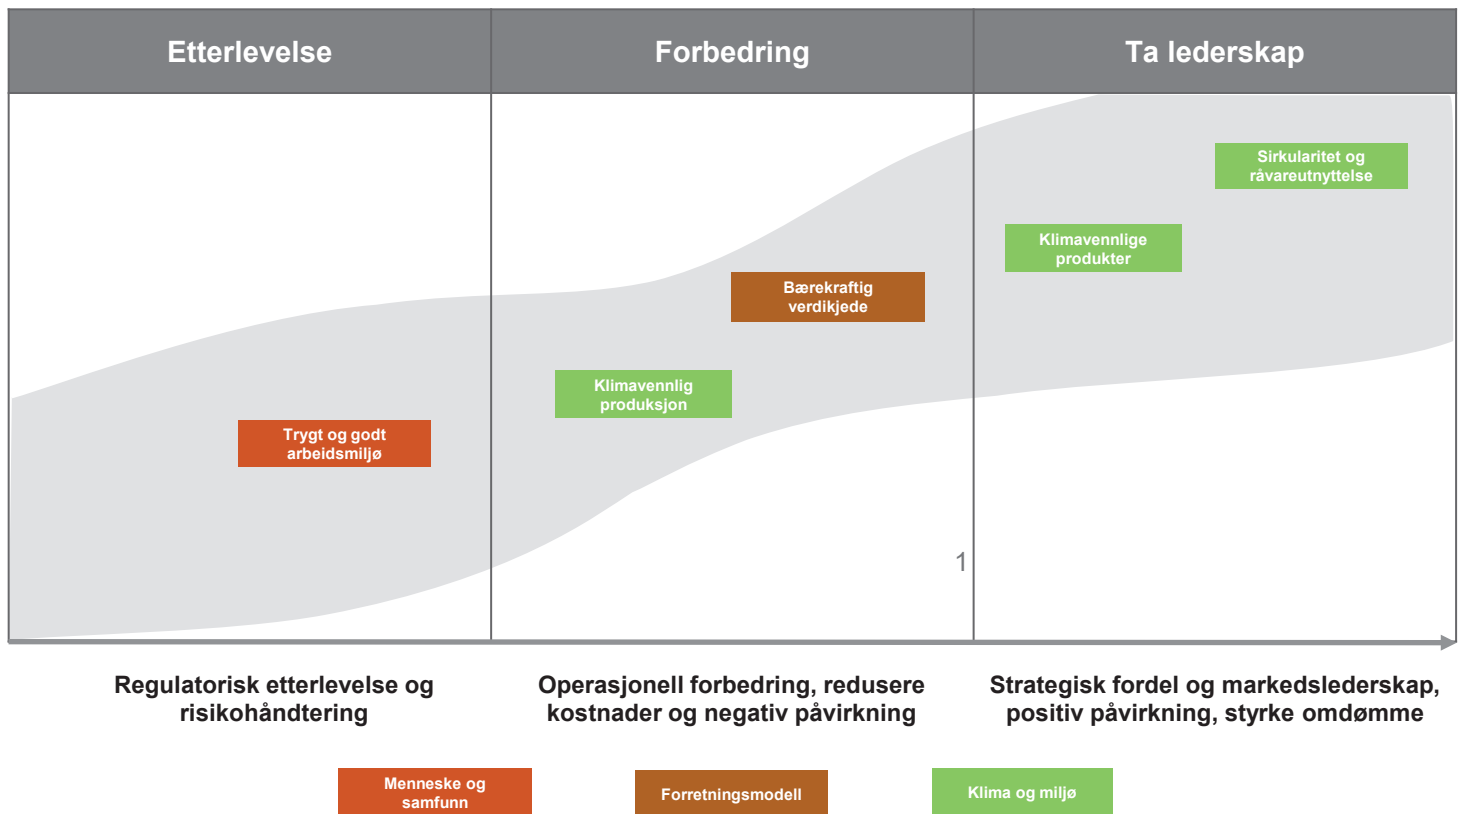 Etterlevelse
Forbedring
Ta lederskap
Sirkularitet og
råvareutnyttelse
Klimavennlige
produkter
Bærekraftig
verdikjede
Klimavennlig
produksjon
Trygt og godt
arbeidsmiljø
1
Regulatorisk etterlevelse og
risikohåndtering
Operasjonell forbedring, redusere
kostnader og negativ påvirkning
Strategisk fordel og markedslederskap,
positiv påvirkning, styrke omdømme
Menneske og
samfunn
Forretningsmodell
Klima og miljø